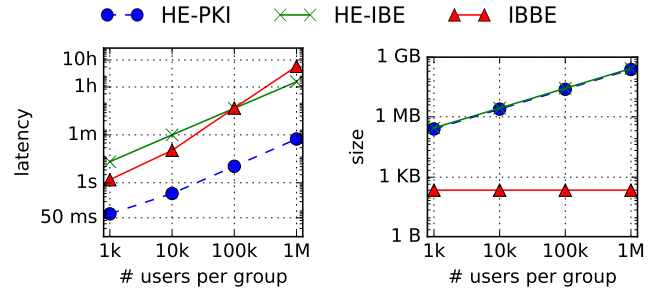 HE-PKI HE-IBE IBBE
10h
1h
1m
1s
50 ms
latency
1k 10k 100k 1M
# users per group
1 GB
1 MB
1 KB
1 B
size
1k 10k 100k 1M
# users per group